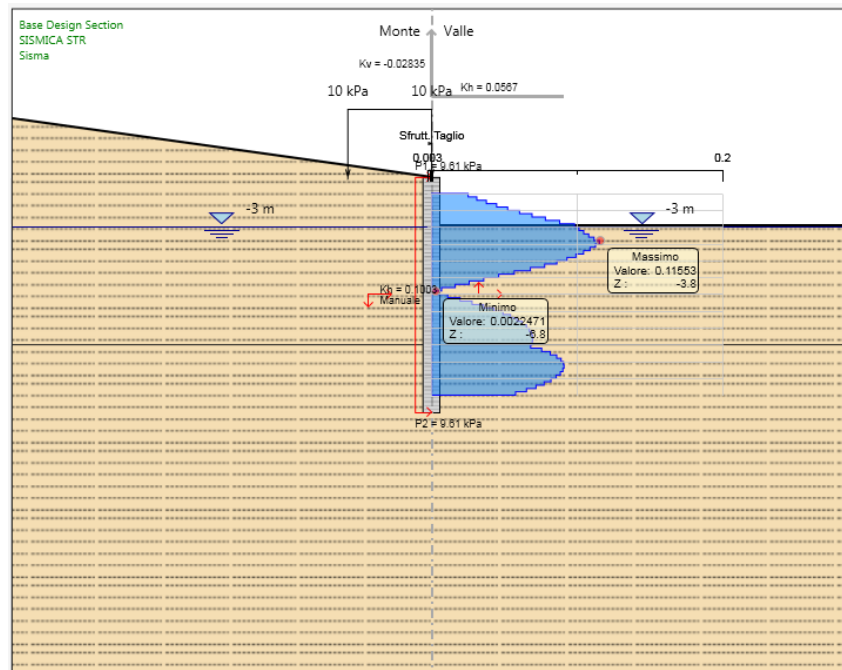 Base Design Section
SISMICA STR
Sisma
Monte
Valle
Kv = -0.02835
10 kPa
10 kPa
Kh = 0.0567
Sfrutt. Taglio
0.003
0.2
P1 = 9.61 kPa
-3 m
-3 m
Massimo
Valore: 0.11553
Z : -3.8
Kh = 0.1003
Manuale
Minimo
Valore: 0.0022471
Z : -6.8
P2 = 9.61 kPa